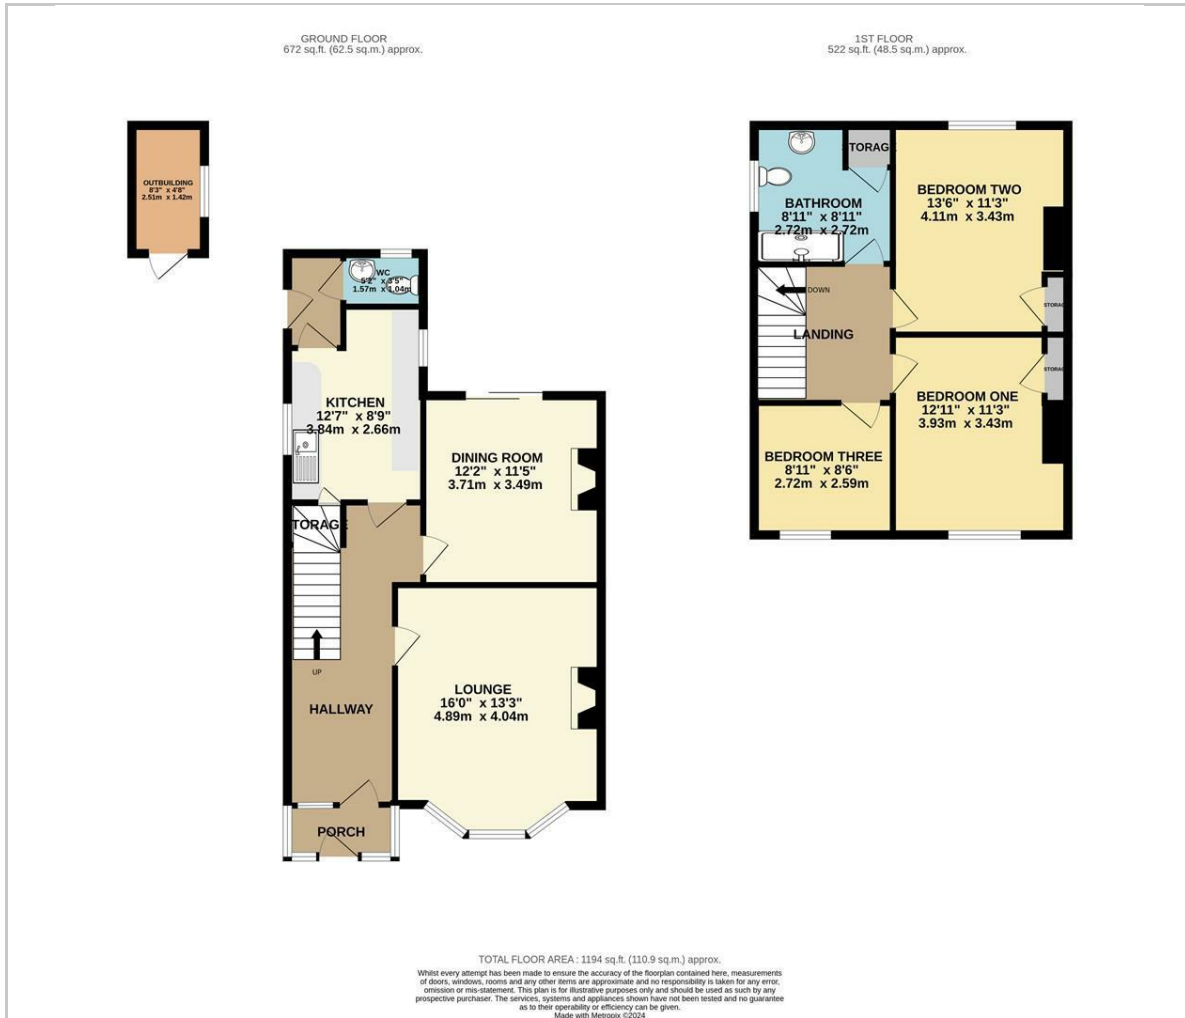 GROUND FLOOR
672 sq.ft. (62.5 sq.m.) approx.
1ST FLOOR
522 sq.ft. (48.5 sq.m.) approx.
OUTBUILDING
8'3" x 4'8"
2.51m x 1.42m
WC
5'2" x 3'5"
1.57m x 1.04m
KITCHEN
12'7" x 8'9"
3.84m x 2.66m
DINING ROOM
12'2" x 11'5"
3.71m x 3.49m
TORAGE
UP
HALLWAY
LOUNGE
16'0" x 13'3"
4.89m x 4.04m
PORCH
STORAGE
BATHROOM
8'11" x 8'11"
2.72m x 2.72m
BEDROOM TWO
13'6" x 11'3"
4.11m x 3.43m
DOWN
STORAGE
LANDING
STORAGE
BEDROOM ONE
12'11" x 11'3"
3.93m x 3.43m
BEDROOM THREE
8'11" x 8'6"
2.72m x 2.59m
TOTAL FLOOR AREA : 1194 sq.ft. (110.9 sq.m.) approx.
Whilst every attempt has been made to ensure the accuracy of the floorplan contained here, measurements
of doors, windows, rooms and any other items are approximate and no responsibility is taken for any error,
omission or mis-statement. This plan is for illustrative purposes only and should be used as such by any
prospective purchaser. The services, systems and appliances shown have not been tested and no guarantee
as to their operability or efficiency can be given.
Made with Metropix ©2024